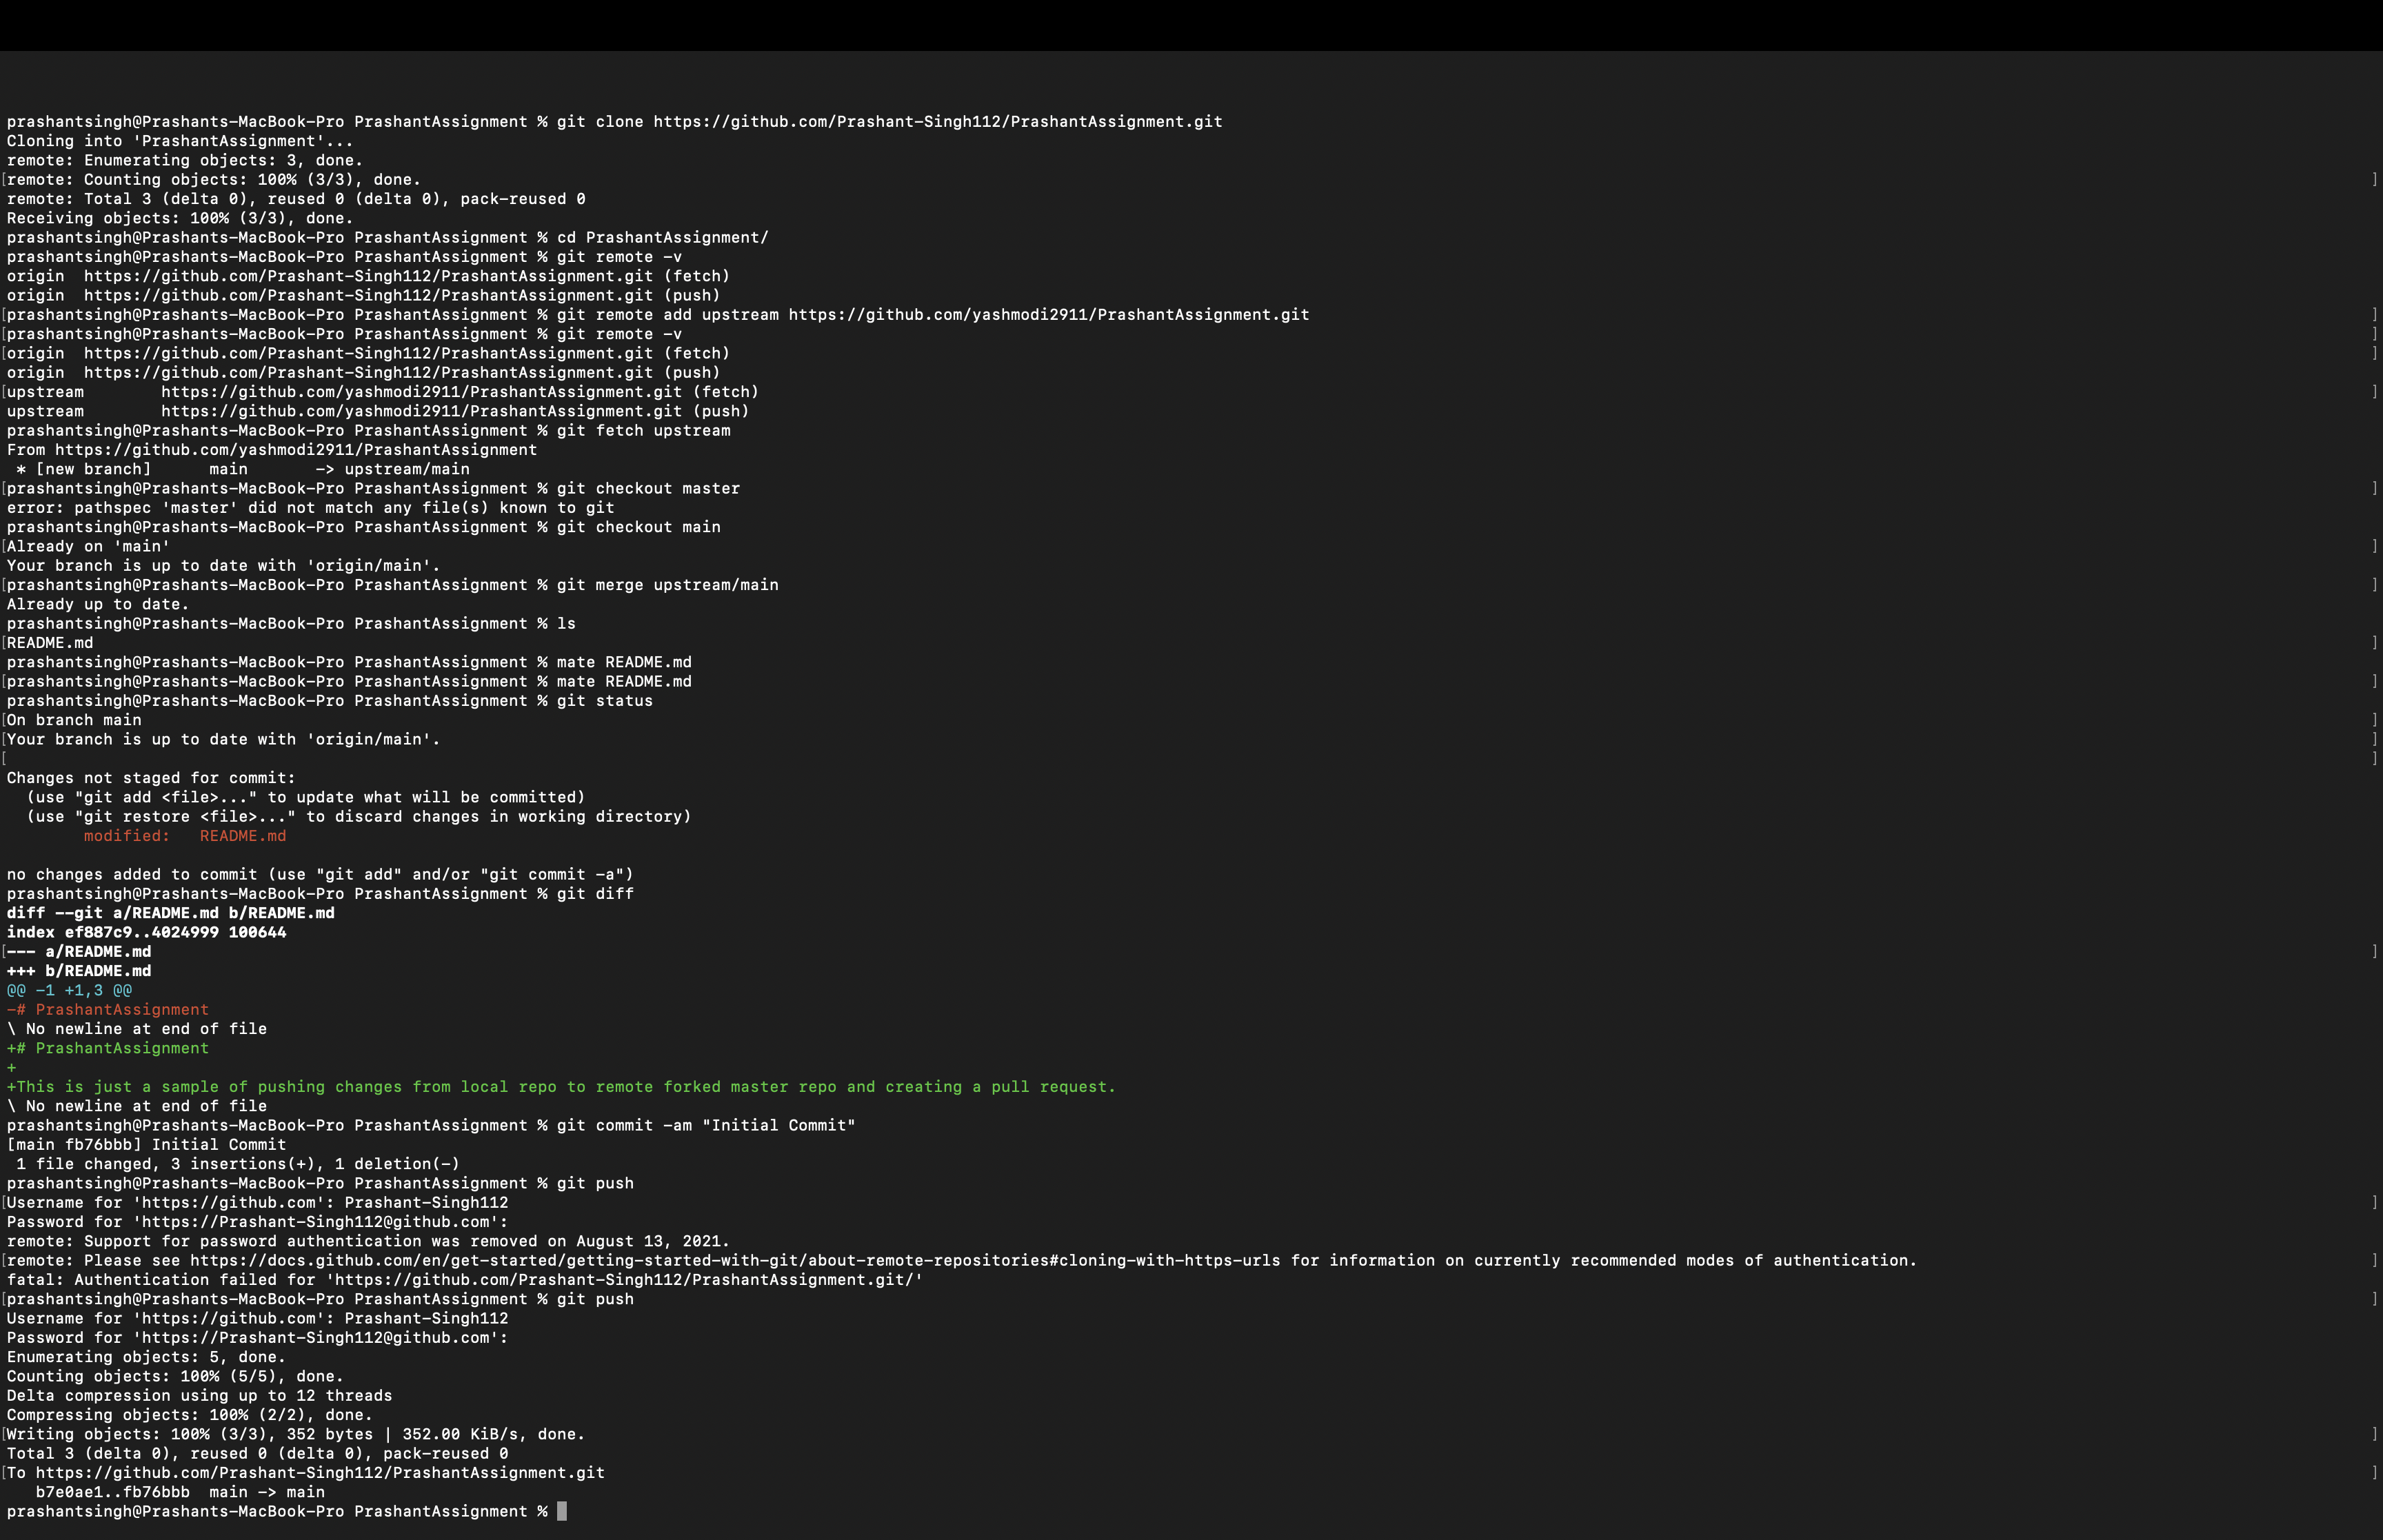 prashantsingh@Prashants-MacBook-Pro PrashantAssignment % git clone https://github.com/Prashant-Singh112/PrashantAssignment.git
Cloning into 'PrashantAssignment'...
remote: Enumerating objects: 3, done.
[remote: Counting objects: 100% (3/3), done. ]
remote: Total 3 (delta 0), reused 0 (delta 0), pack-reused 0
Receiving objects: 100% (3/3), done.
prashantsingh@Prashants-MacBook-Pro PrashantAssignment % cd PrashantAssignment/
prashantsingh@Prashants-MacBook-Pro PrashantAssignment % git remote -v
origin  https://github.com/Prashant-Singh112/PrashantAssignment.git (fetch)
origin  https://github.com/Prashant-Singh112/PrashantAssignment.git (push)
[prashantsingh@Prashants-MacBook-Pro PrashantAssignment % git remote add upstream https://github.com/yashmodi2911/PrashantAssignment.git ]
[prashantsingh@Prashants-MacBook-Pro PrashantAssignment % git remote -v ]
[origin  https://github.com/Prashant-Singh112/PrashantAssignment.git (fetch) ]
origin  https://github.com/Prashant-Singh112/PrashantAssignment.git (push)
[upstream        https://github.com/yashmodi2911/PrashantAssignment.git (fetch) ]
upstream        https://github.com/yashmodi2911/PrashantAssignment.git (push)
prashantsingh@Prashants-MacBook-Pro PrashantAssignment % git fetch upstream
From https://github.com/yashmodi2911/PrashantAssignment
 * [new branch]      main       -> upstream/main
[prashantsingh@Prashants-MacBook-Pro PrashantAssignment % git checkout master ]
error: pathspec 'master' did not match any file(s) known to git
prashantsingh@Prashants-MacBook-Pro PrashantAssignment % git checkout main
[Already on 'main' ]
Your branch is up to date with 'origin/main'.
[prashantsingh@Prashants-MacBook-Pro PrashantAssignment % git merge upstream/main ]
Already up to date.
prashantsingh@Prashants-MacBook-Pro PrashantAssignment % ls
[README.md ]
prashantsingh@Prashants-MacBook-Pro PrashantAssignment % mate README.md
[prashantsingh@Prashants-MacBook-Pro PrashantAssignment % mate README.md ]
prashantsingh@Prashants-MacBook-Pro PrashantAssignment % git status
[On branch main ]
[Your branch is up to date with 'origin/main'. ]
[ ]
Changes not staged for commit:
  (use "git add <file>..." to update what will be committed)
  (use "git restore <file>..." to discard changes in working directory)
        modified:   README.md

no changes added to commit (use "git add" and/or "git commit -a")
prashantsingh@Prashants-MacBook-Pro PrashantAssignment % git diff
diff --git a/README.md b/README.md
index ef887c9..4024999 100644
[--- a/README.md ]
+++ b/README.md
@@ -1 +1,3 @@
-# PrashantAssignment
\ No newline at end of file
+# PrashantAssignment
+
+This is just a sample of pushing changes from local repo to remote forked master repo and creating a pull request.
\ No newline at end of file
prashantsingh@Prashants-MacBook-Pro PrashantAssignment % git commit -am "Initial Commit"
[main fb76bbb] Initial Commit
 1 file changed, 3 insertions(+), 1 deletion(-)
prashantsingh@Prashants-MacBook-Pro PrashantAssignment % git push
[Username for 'https://github.com': Prashant-Singh112 ]
Password for 'https://Prashant-Singh112@github.com':
remote: Support for password authentication was removed on August 13, 2021.
[remote: Please see https://docs.github.com/en/get-started/getting-started-with-git/about-remote-repositories#cloning-with-https-urls for information on currently recommended modes of authentication. ]
fatal: Authentication failed for 'https://github.com/Prashant-Singh112/PrashantAssignment.git/'
[prashantsingh@Prashants-MacBook-Pro PrashantAssignment % git push ]
Username for 'https://github.com': Prashant-Singh112
Password for 'https://Prashant-Singh112@github.com':
Enumerating objects: 5, done.
Counting objects: 100% (5/5), done.
Delta compression using up to 12 threads
Compressing objects: 100% (2/2), done.
[Writing objects: 100% (3/3), 352 bytes | 352.00 KiB/s, done. ]
Total 3 (delta 0), reused 0 (delta 0), pack-reused 0
[To https://github.com/Prashant-Singh112/PrashantAssignment.git ]
   b7e0ae1..fb76bbb  main -> main
prashantsingh@Prashants-MacBook-Pro PrashantAssignment %